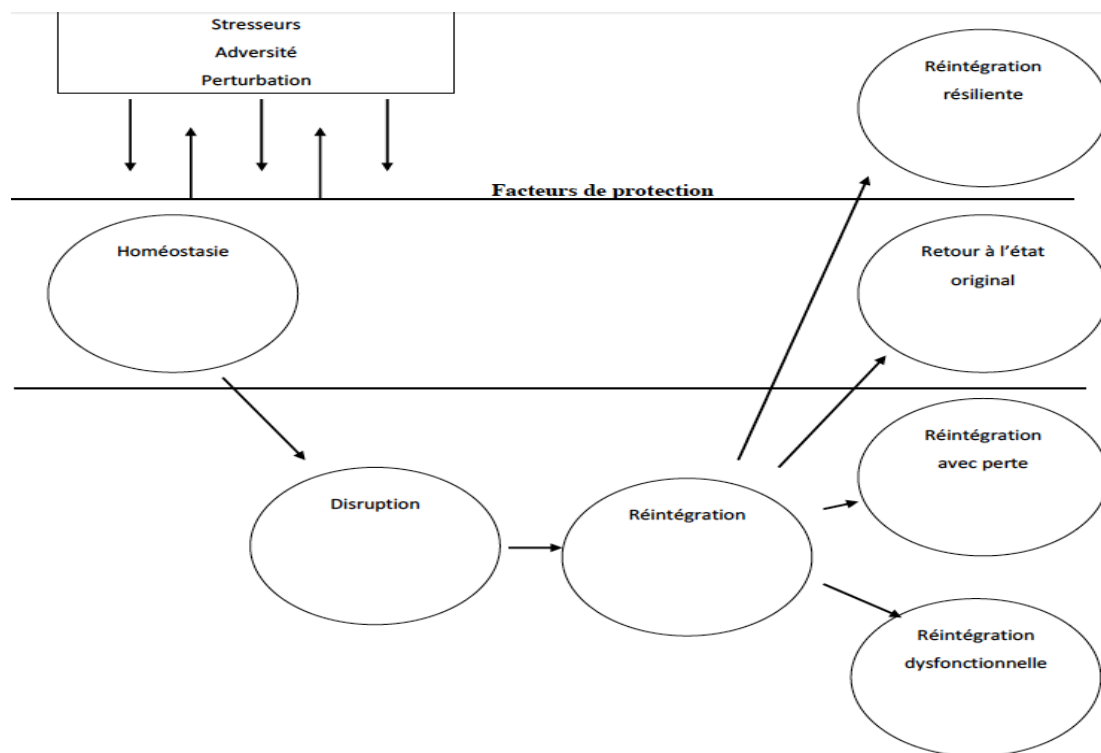 Stresseurs
Adversité
Perturbation
Réintégration
résiliente
Facteurs de protection
Homéostasie
Retour à l'état
original
Réintégration
avec perte
Disruption
Réintégration
Réintégration
dysfonctionnelle